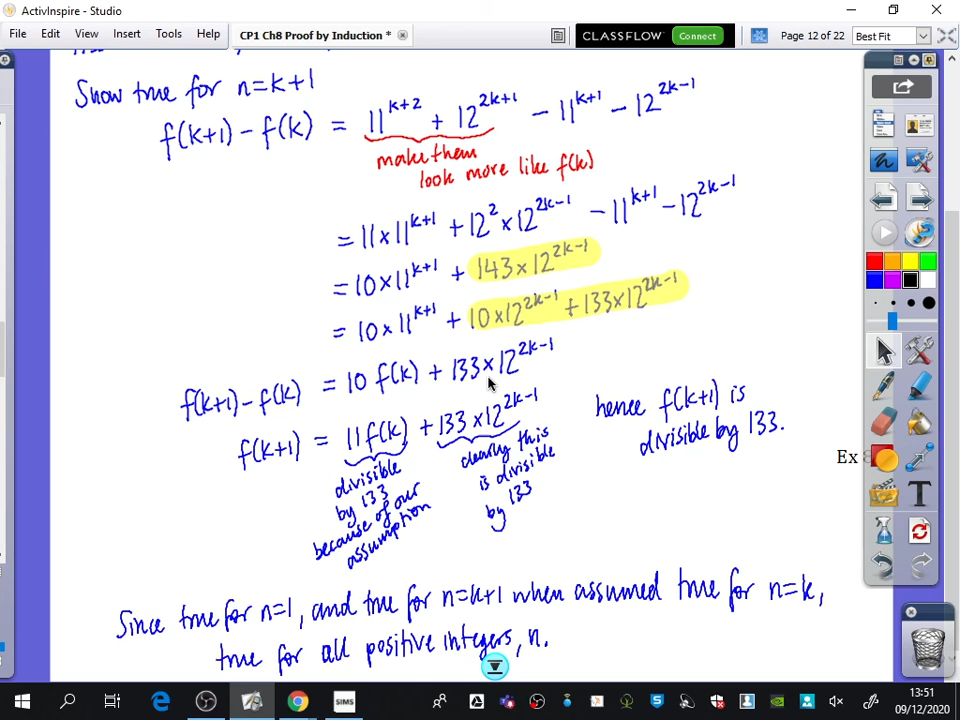 ActivInspire - Studio
File Edit View Insert Tasks Help CP1 Ch8 Proof by Induction * CLASSFLOW Connect Page 12 of 22 Best Fit
Show true for n=k+1
f(k+1) - f(k) = 11^{k+2} + 12^{2k+1} - 11^{k+1} - 12^{2k-1}
make them
look more like f(k)
= 11×11^{k+1} + 12^2 × 12^{2k-1} - 11^{k+1} - 12^{2k-1}
= 10×11^{k+1} + 143×12^{2k-1}
= 10×11^{k+1} + 10×12^{2k-1} + 133×12^{2k-1}
f(k+1) - f(k) = 10 f(k) + 133×12^{2k-1}
f(k+1) = 11f(k) + 133×12^{2k-1}
divisible
by 133
because of our
assumption
clearly this
is divisible
by 133
hence f(k+1) is
divisible by 133.
Ex
Since true for n=1, and true for n=k+1 when assumed true for n=k,
true for all positive integers, n.
SIMS
13:51
09/12/2020